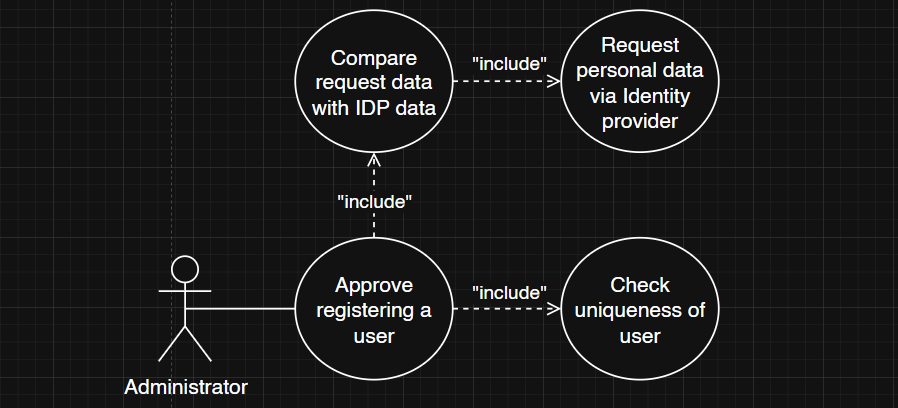 Compare
request data
with IDP data
"include"
Request
personal data
via Identity
provider
"include"
Approve
registering a
user
"include"
Check
uniqueness of
user
Administrator